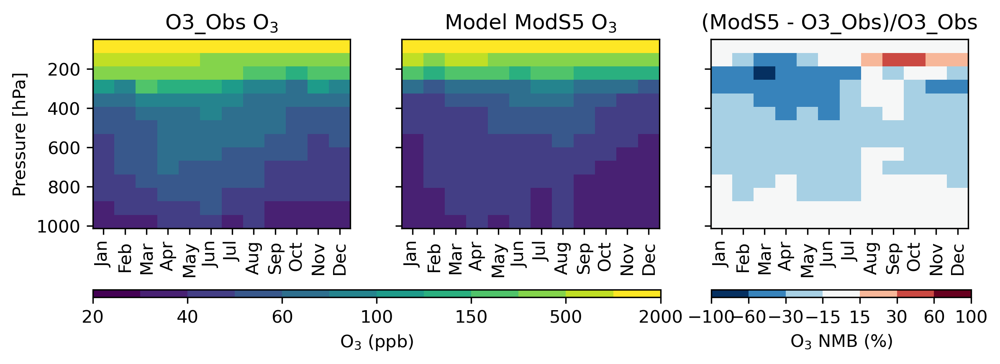 O3_Obs O₃
Model ModS5 O₃
(ModS5 - O3_Obs)/O3_Obs
Pressure [hPa]
200
400
600
800
1000
Jan Feb Mar Apr May Jun Jul Aug Sep Oct Nov Dec
Jan Feb Mar Apr May Jun Jul Aug Sep Oct Nov Dec
Jan Feb Mar Apr May Jun Jul Aug Sep Oct Nov Dec
20 40 60 100 150 500 2000
O₃ (ppb)
−100 −60 −30 −15 15 30 60 100
O₃ NMB (%)